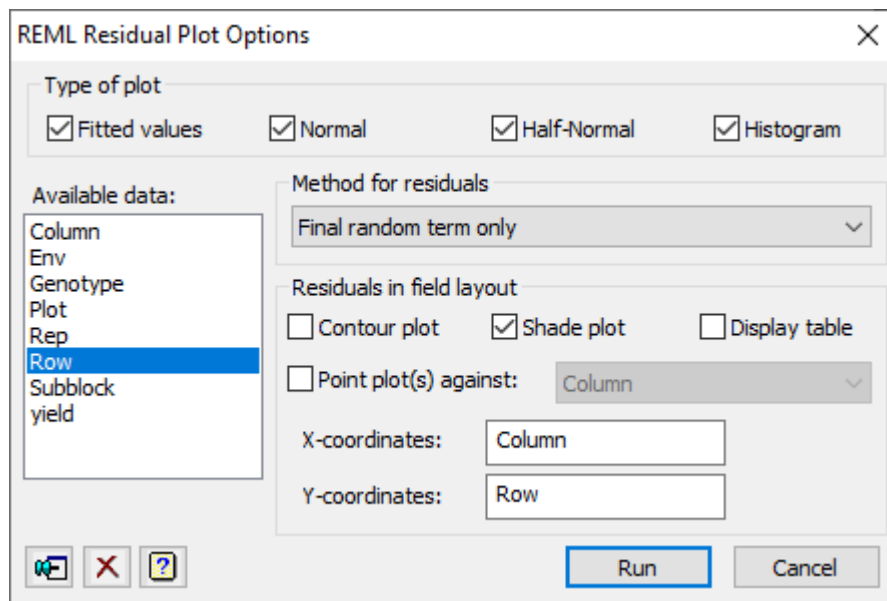 REML Residual Plot Options
Type of plot
Fitted values Normal Half-Normal Histogram
Available data:
Column
Env
Genotype
Plot
Rep
Row
Subblock
yield
Method for residuals
Final random term only
Residuals in field layout
Contour plot Shade plot Display table
Point plot(s) against: Column
X-coordinates: Column
Y-coordinates: Row
?
Run Cancel